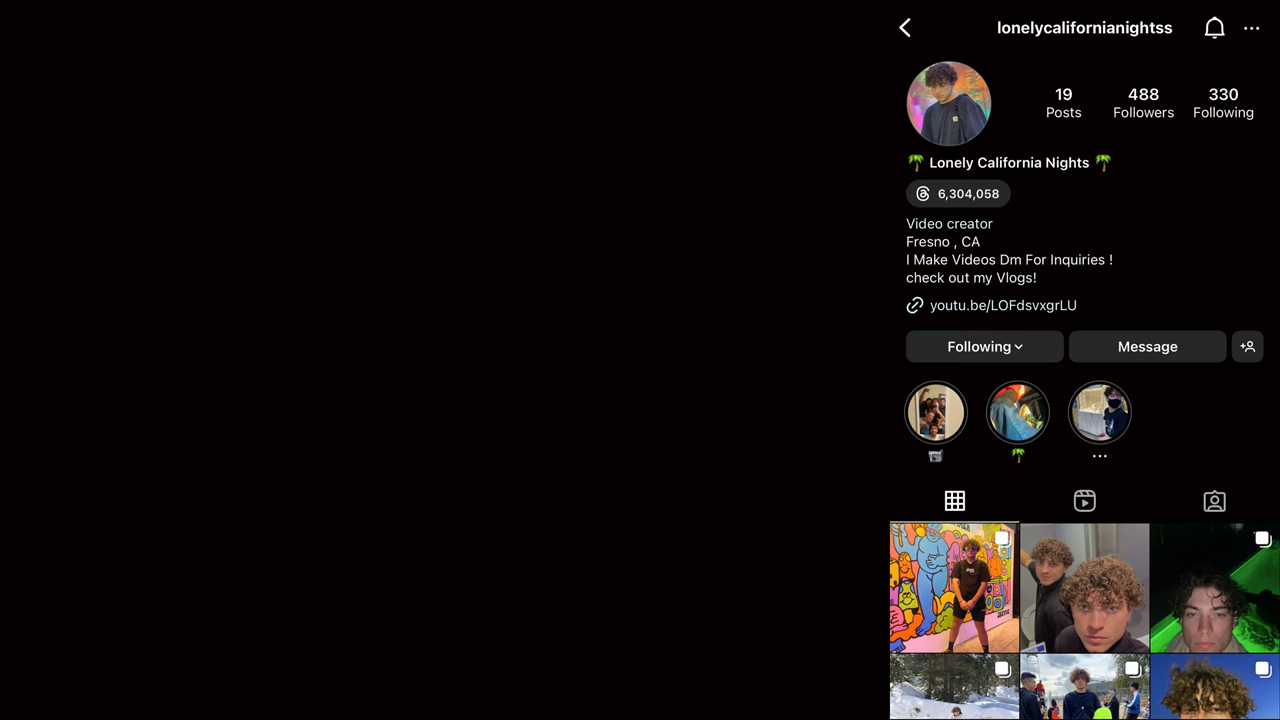 lonelycalifornianightss
19 488 330
Posts Followers Following
🌴 Lonely California Nights 🌴
6,304,058
Video creator
Fresno , CA
I Make Videos Dm For Inquiries !
check out my Vlogs!
youtu.be/LOFdsvxgrLU
Following Message